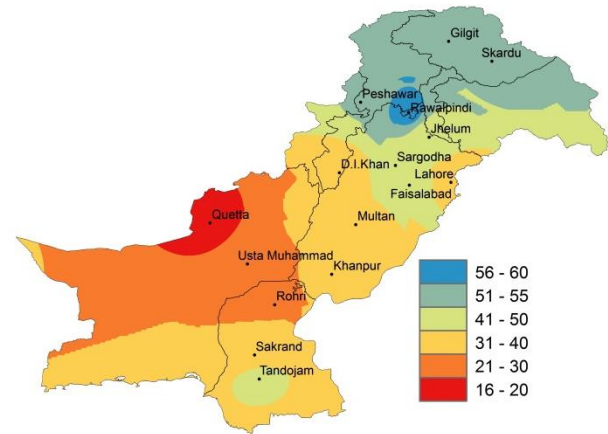 Gilgit
Skardu
Peshawar
Rawalpindi
Jhelum
D.I.Khan
Sargodha
Lahore
Faisalabad
Quetta
Multan
Usta Muhammad
Khanpur
Rohri
Sakrand
Tandojam
56 - 60
51 - 55
41 - 50
31 - 40
21 - 30
16 - 20